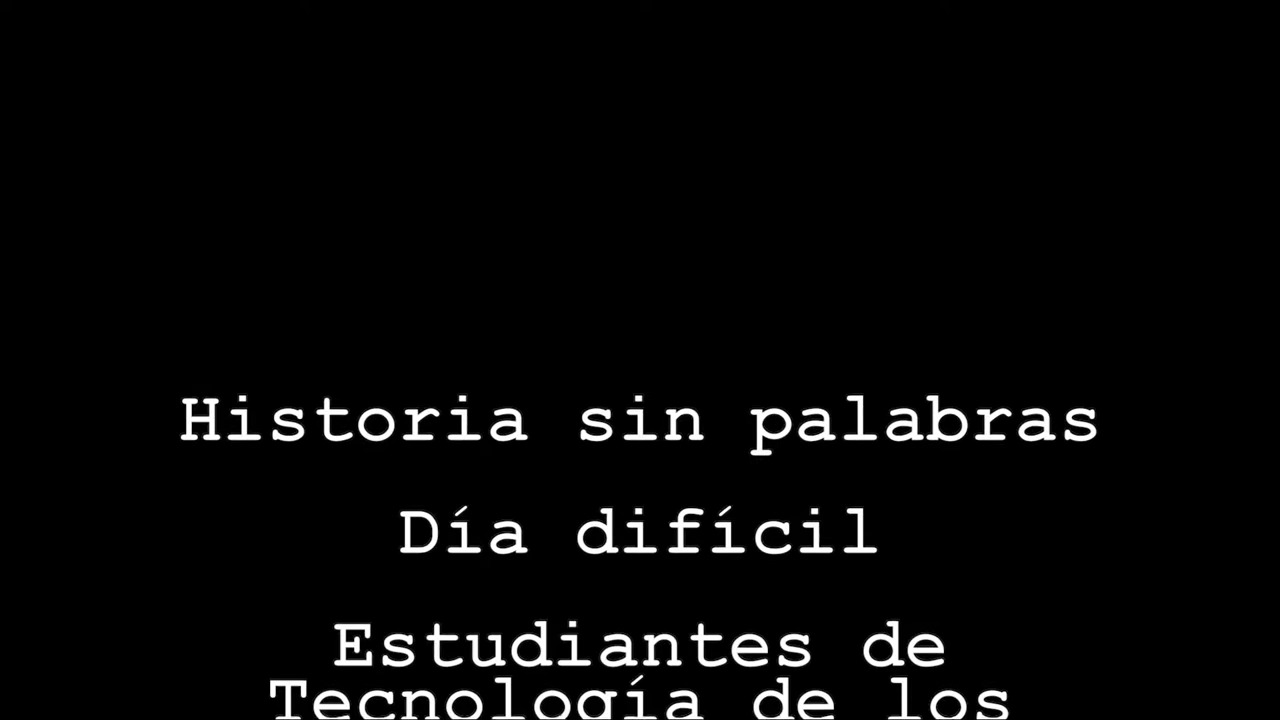 Historia sin palabras
Día difícil
Estudiantes de
Tecnología de los